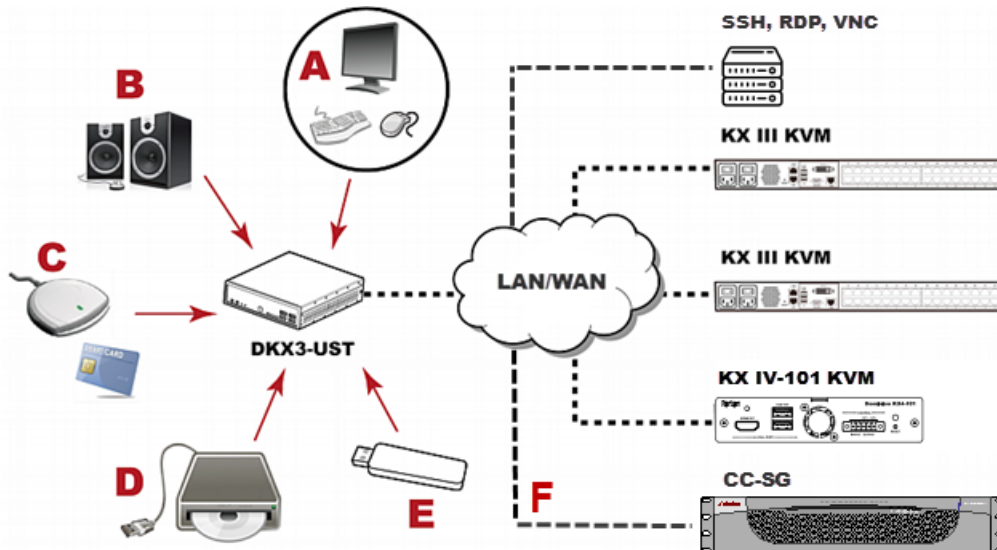 SSH, RDP, VNC
A
B
KX III KVM
C
LAN/WAN
KX III KVM
DKX3-UST
KX IV-101 KVM
D
E
F
CC-SG